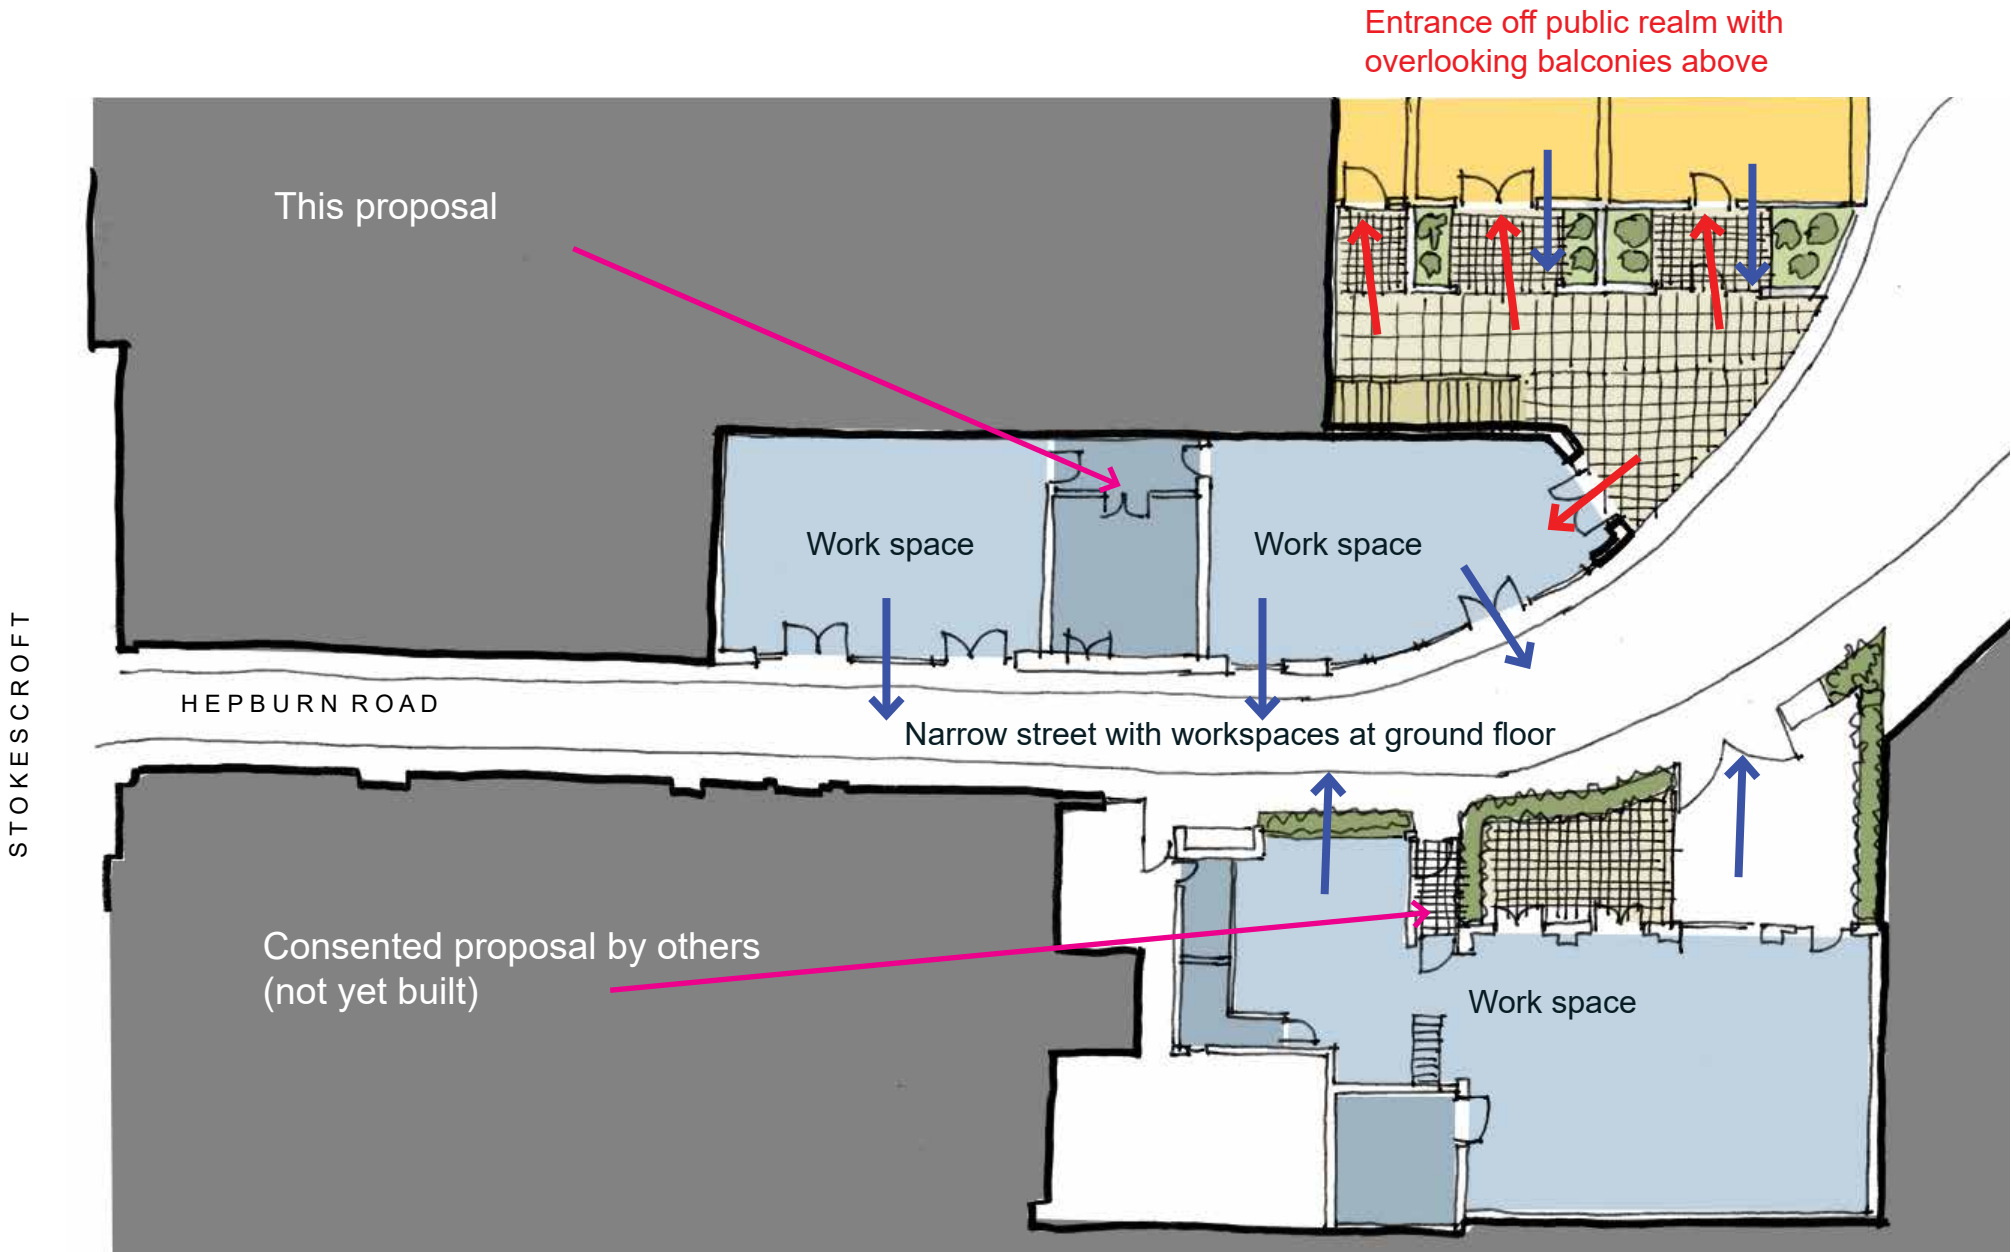 Entrance off public realm with
overlooking balconies above
This proposal
Work space
Work space
HEPBURN ROAD
STOKESCROFT
Narrow street with workspaces at ground floor
Consented proposal by others
(not yet built)
Work space